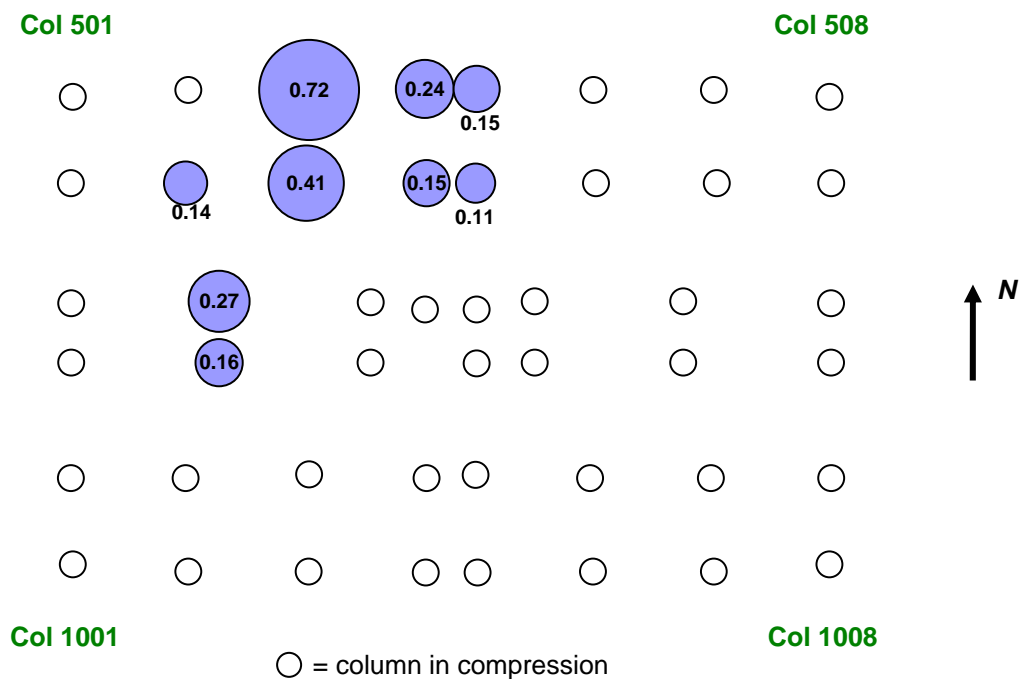 Col 501
Col 508
0.72
0.24
0.15
0.14
0.41
0.15
0.11
0.27
0.16
N
Col 1001
Col 1008
= column in compression